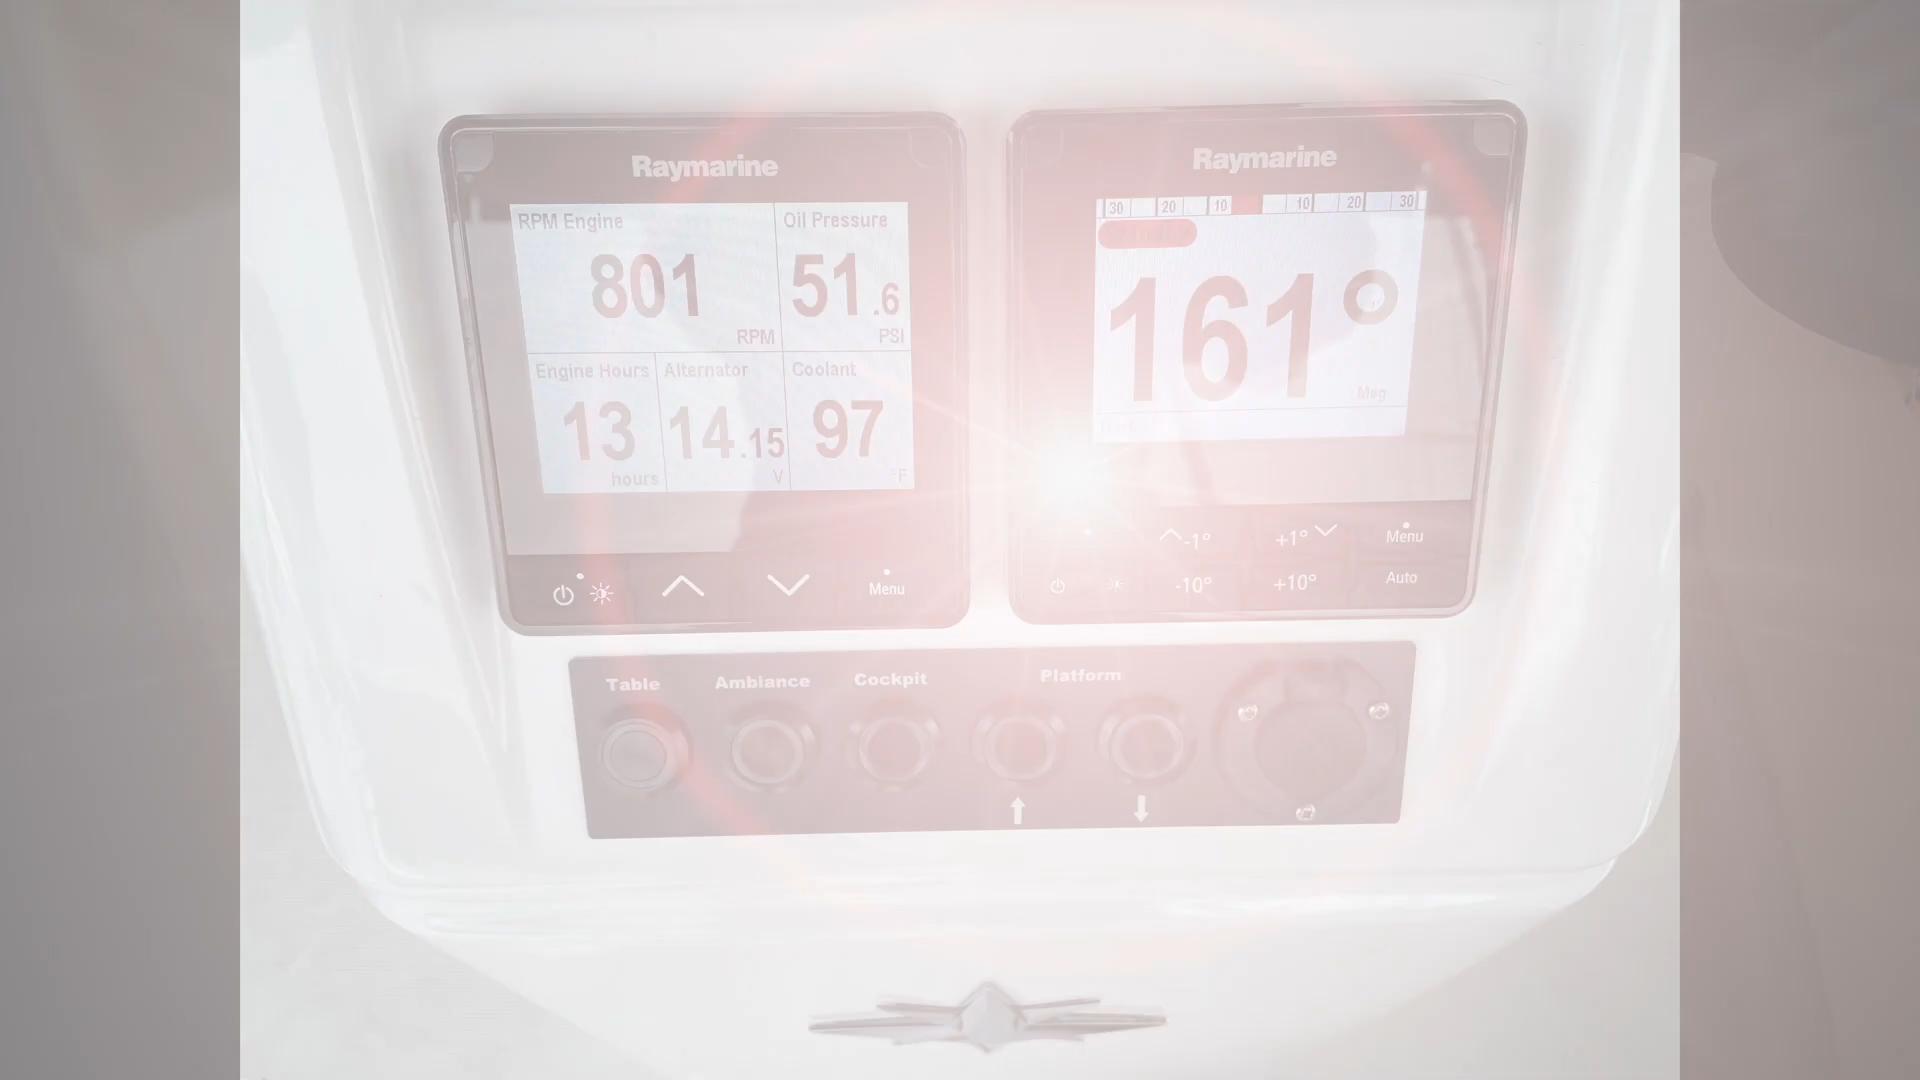 Raymarine
RPM Engine
801
RPM
Oil Pressure
51.6
PSI
Engine Hours
13
hours
Alternator
14.15
V
Coolant
97
°F
Menu
Raymarine
30 20 10 10 20 30
161°
Mag
-1° +1° Menu
-10° +10° Auto
Table Ambiance Cockpit Platform